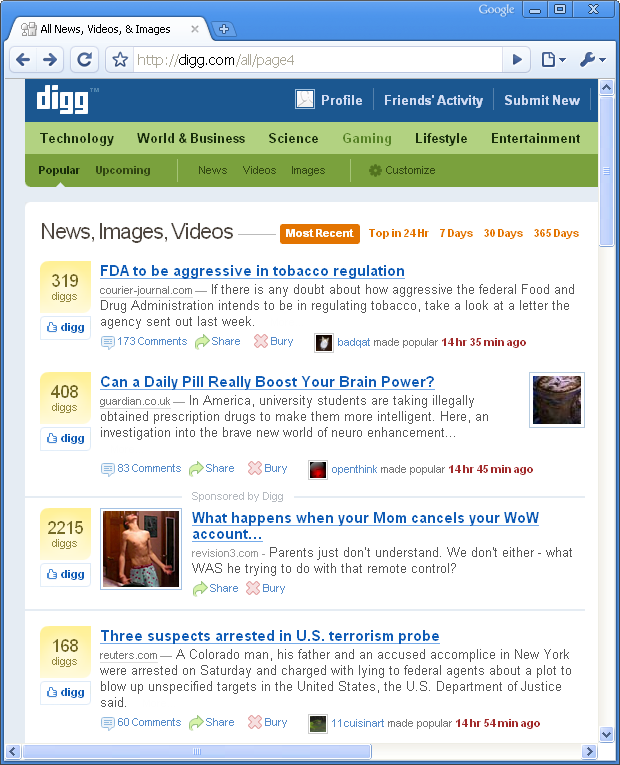 Google
All News, Videos, & Images
http://digg.com/all/page4
digg™
Profile
Friends' Activity
Submit New
Technology World & Business Science Gaming Lifestyle Entertainment
Popular Upcoming News Videos Images Customize
News, Images, Videos
Most Recent Top in 24 Hr 7 Days 30 Days 365 Days
319
diggs
digg
FDA to be aggressive in tobacco regulation
courier-journal.com — If there is any doubt about how aggressive the federal Food and
Drug Administration intends to be in regulating tobacco, take a look at a letter the
agency sent out last week.
173 Comments Share Bury badqat made popular 14 hr 35 min ago
408
diggs
digg
Can a Daily Pill Really Boost Your Brain Power?
guardian.co.uk — In America, university students are taking illegally
obtained prescription drugs to make them more intelligent. Here, an
investigation into the brave new world of neuro enhancement...
83 Comments Share Bury openthink made popular 14 hr 45 min ago
Sponsored by Digg
2215
diggs
digg
What happens when your Mom cancels your WoW
account...
revision3.com - Parents just don't understand. We don't either - what
WAS he trying to do with that remote control?
Share Bury
168
diggs
digg
Three suspects arrested in U.S. terrorism probe
reuters.com — A Colorado man, his father and an accused accomplice in New York
were arrested on Saturday and charged with lying to federal agents about a plot to
blow up unspecified targets in the United States, the U.S. Department of Justice
said.
60 Comments Share Bury 11cuisinart made popular 14 hr 54 min ago